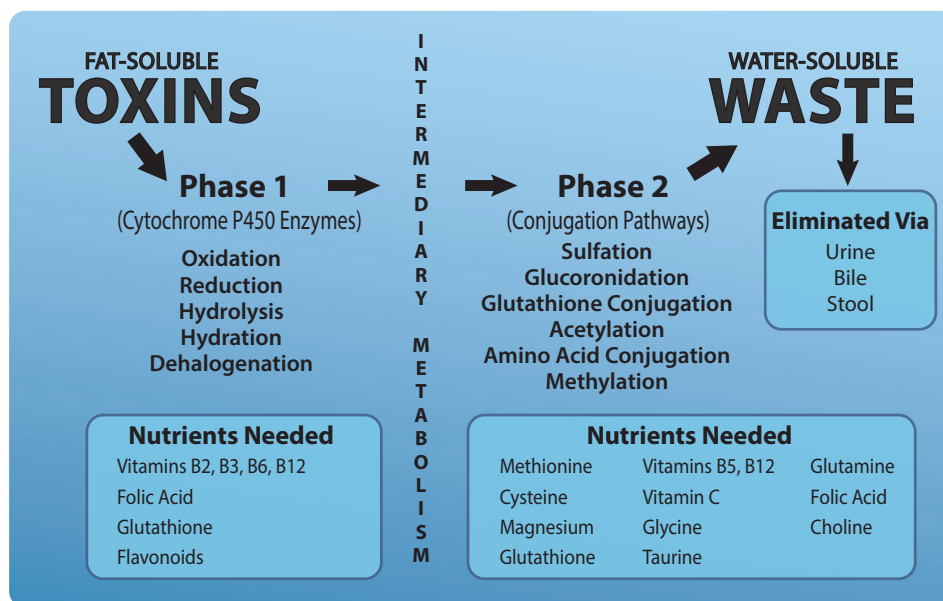 FAT-SOLUBLE
TOXINS
Phase 1
(Cytochrome P450 Enzymes)
Oxidation
Reduction
Hydrolysis
Hydration
Dehalogenation
Nutrients Needed
Vitamins B2, B3, B6, B12
Folic Acid
Glutathione
Flavonoids
INTERMEDIARY METABOLISM
Phase 2
(Conjugation Pathways)
Sulfation
Glucoronidation
Glutathione Conjugation
Acetylation
Amino Acid Conjugation
Methylation
Nutrients Needed
Methionine
Cysteine
Magnesium
Glutathione
Vitamins B5, B12
Vitamin C
Glycine
Taurine
Glutamine
Folic Acid
Choline
WATER-SOLUBLE
WASTE
Eliminated Via
Urine
Bile
Stool